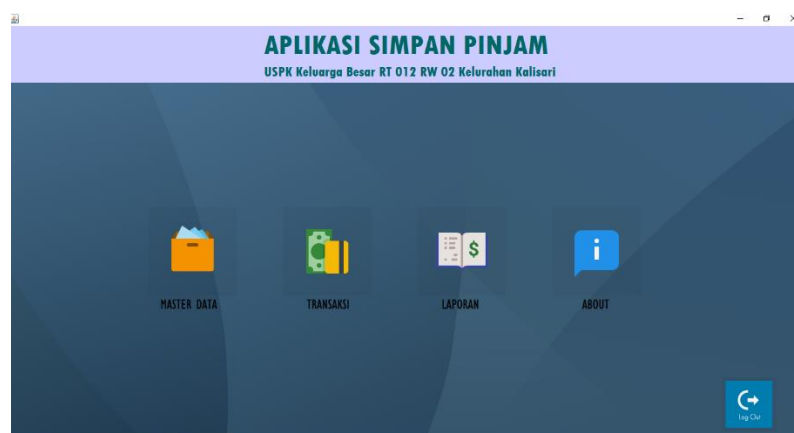 APLIKASI SIMPAN PINJAM
USPK Keluarga Besar RT 012 RW 02 Kelurahan Kalisari
$
i
MASTER DATA
TRANSAKSI
LAPORAN
ABOUT
Log Out